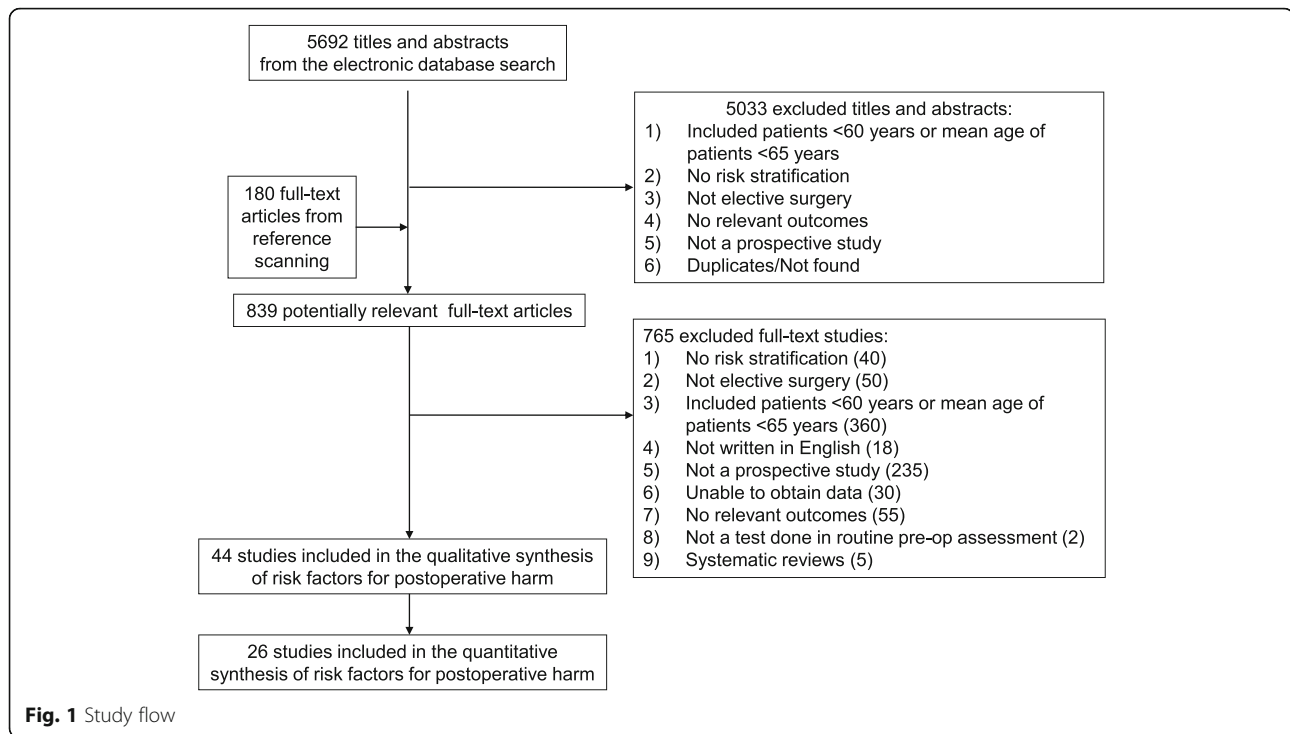 5692 titles and abstracts
from the electronic database search
5033 excluded titles and abstracts:
1) Included patients <60 years or mean age of
patients <65 years
2) No risk stratification
3) Not elective surgery
4) No relevant outcomes
5) Not a prospective study
6) Duplicates/Not found
180 full-text
articles from
reference
scanning
839 potentially relevant full-text articles
765 excluded full-text studies:
1) No risk stratification (40)
2) Not elective surgery (50)
3) Included patients <60 years or mean age of
patients <65 years (360)
4) Not written in English (18)
5) Not a prospective study (235)
6) Unable to obtain data (30)
7) No relevant outcomes (55)
8) Not a test done in routine pre-op assessment (2)
9) Systematic reviews (5)
44 studies included in the qualitative synthesis
of risk factors for postoperative harm
26 studies included in the quantitative
synthesis of risk factors for postoperative harm
Fig. 1 Study flow